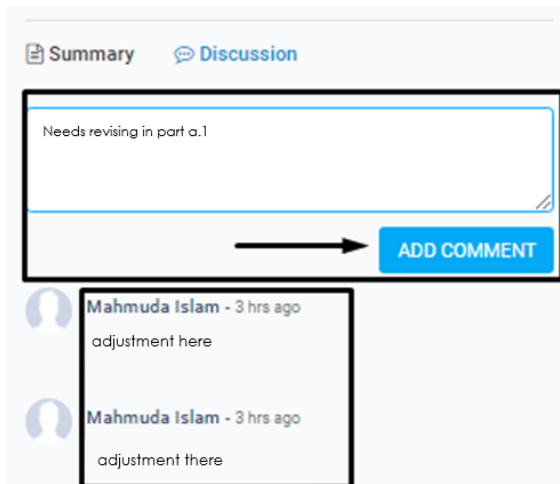 Summary Discussion
Needs revising in part a.1
ADD COMMENT
Mahmuda Islam - 3 hrs ago
adjustment here
Mahmuda Islam - 3 hrs ago
adjustment there